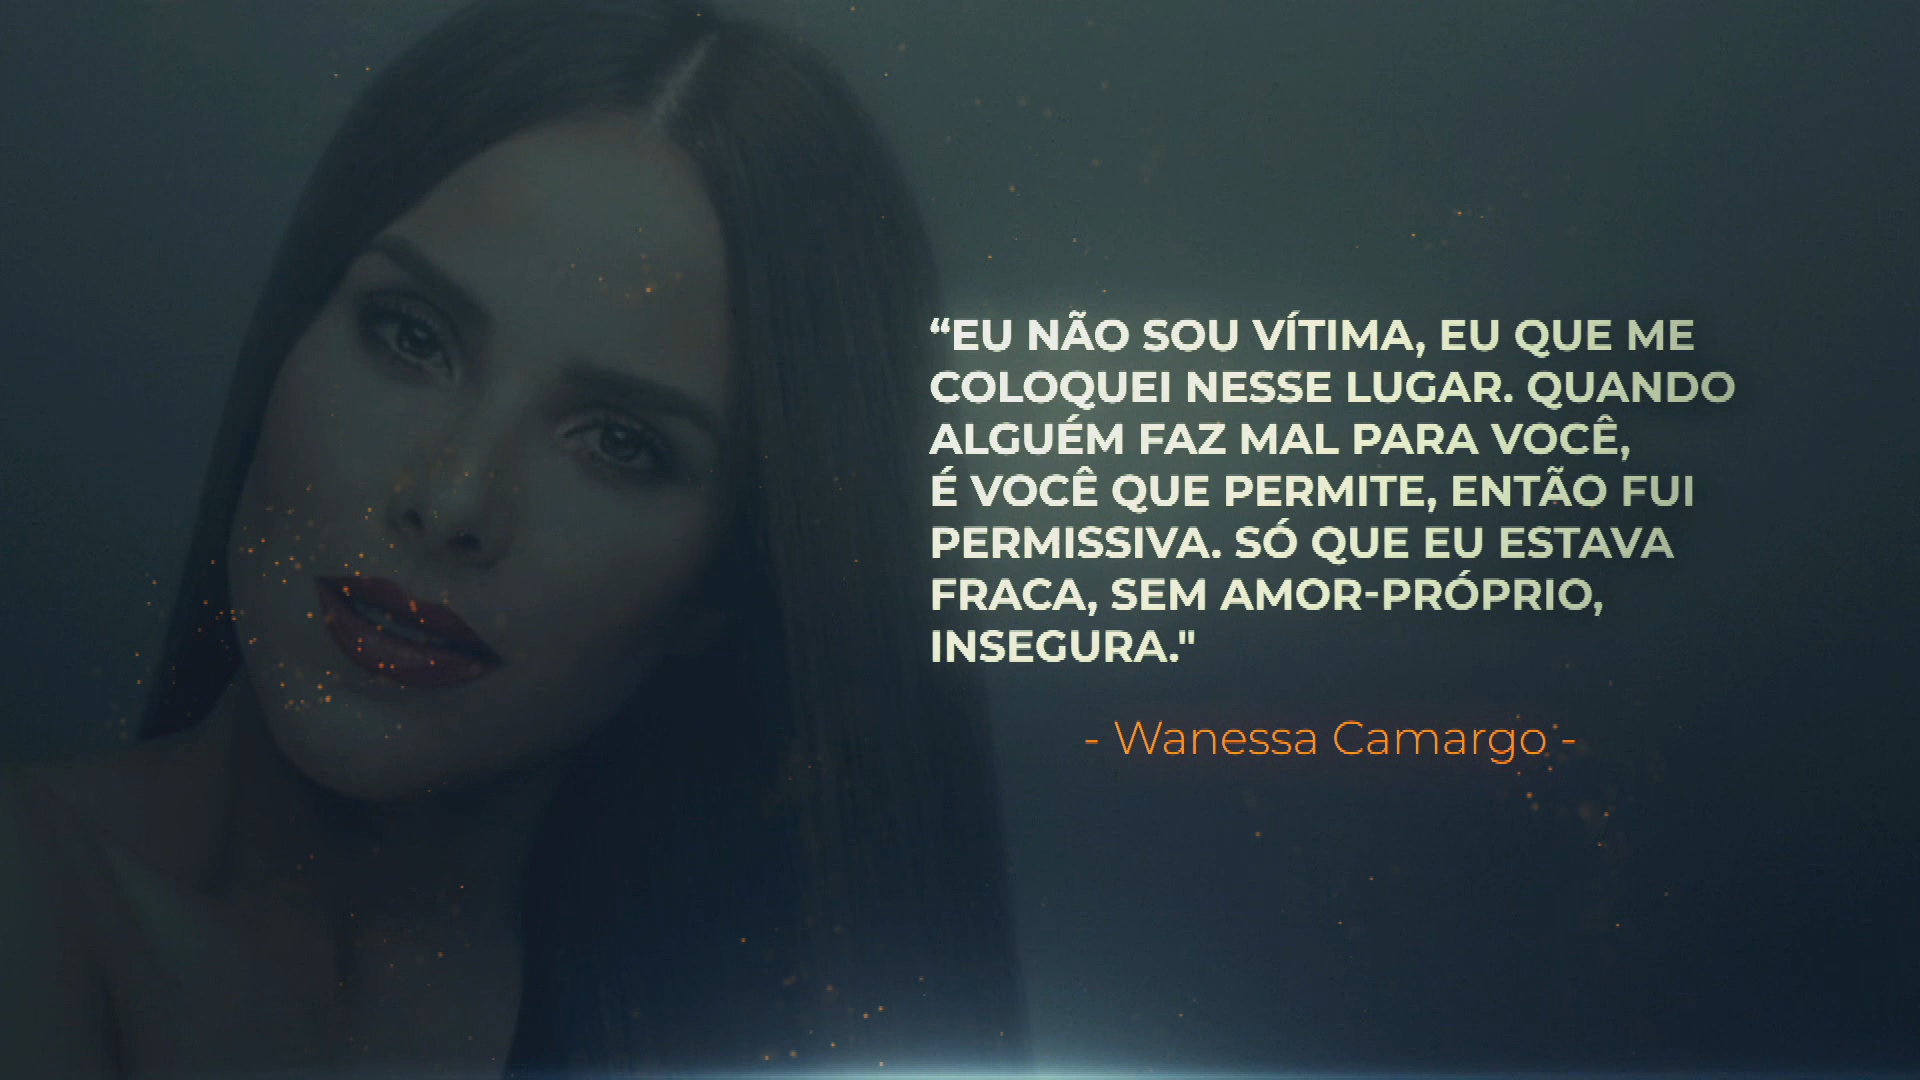 “EU NÃO SOU VÍTIMA, EU QUE ME
COLOQUEI NESSE LUGAR. QUANDO
ALGUÉM FAZ MAL PARA VOCÊ,
É VOCÊ QUE PERMITE, ENTÃO FUI
PERMISSIVA. SÓ QUE EU ESTAVA
FRACA, SEM AMOR-PRÓPRIO,
INSEGURA."
- Wanessa Camargo -